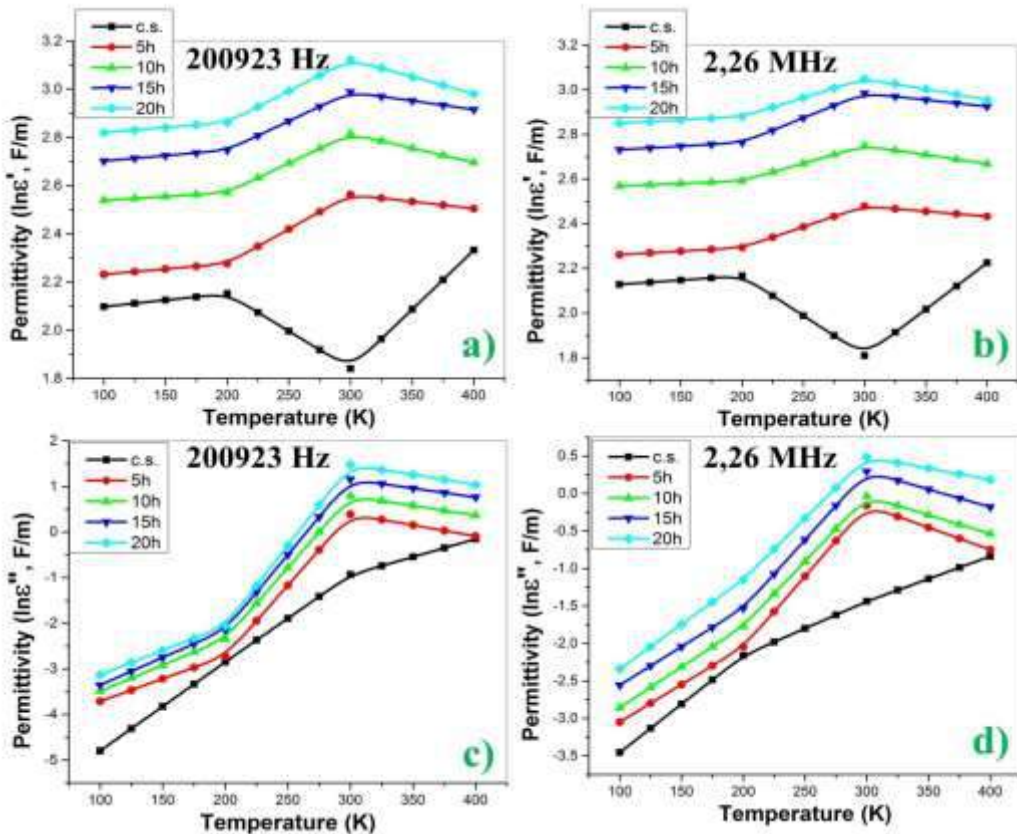 c.s.
5h
10h
15h
20h
200923 Hz
3.2
3.0
2.8
2.6
2.4
2.2
2.0
1.8
Permittivity (lnε', F/m)
a)
100 150 200 250 300 350 400
Temperature (K)
c.s.
5h
10h
15h
20h
2,26 MHz
3.2
3.0
2.8
2.6
2.4
2.2
2.0
1.8
Permittivity (lnε', F/m)
b)
100 150 200 250 300 350 400
Temperature (K)
c.s.
5h
10h
15h
20h
200923 Hz
2
1
0
-1
-2
-3
-4
-5
Permittivity (lnε'', F/m)
c)
100 150 200 250 300 350 400
Temperature (K)
c.s.
5h
10h
15h
20h
2,26 MHz
0.5
0.0
-0.5
-1.0
-1.5
-2.0
-2.5
-3.0
-3.5
Permittivity (lnε'', F/m)
d)
100 150 200 250 300 350 400
Temperature (K)